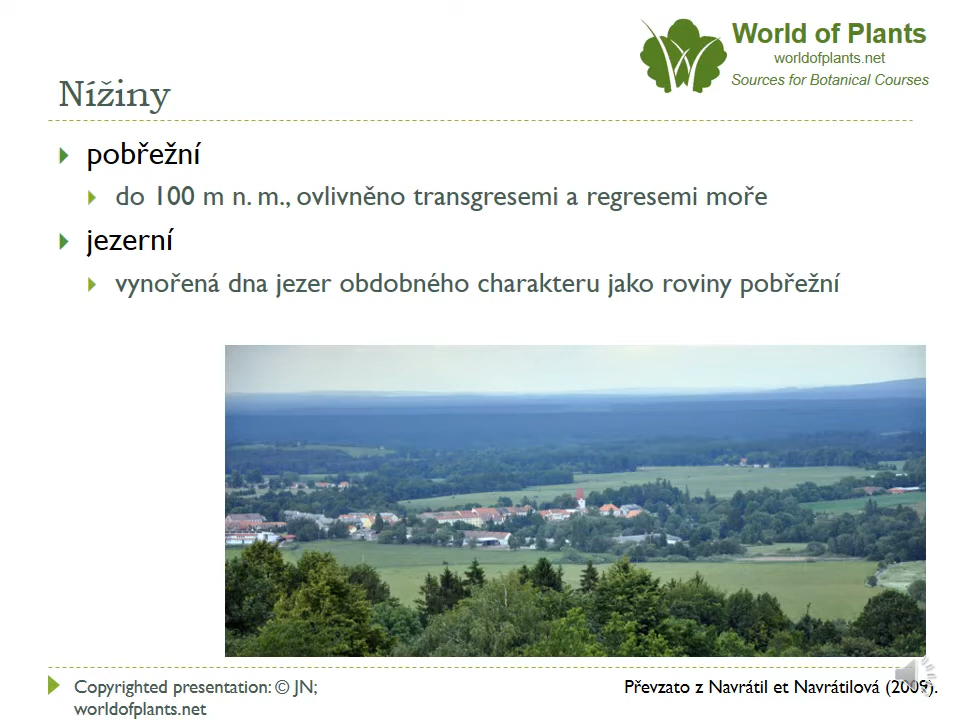 World of Plants
worldofplants.net
Sources for Botanical Courses
Nížiny
pobřežní
do 100 m n. m., ovlivněno transgresemi a regresemi moře
jezerní
vynořená dna jezer obdobného charakteru jako roviny pobřežní
Copyrighted presentation: © JN;
worldofplants.net
Převzato z Navrátil et Navrátilová (2009).